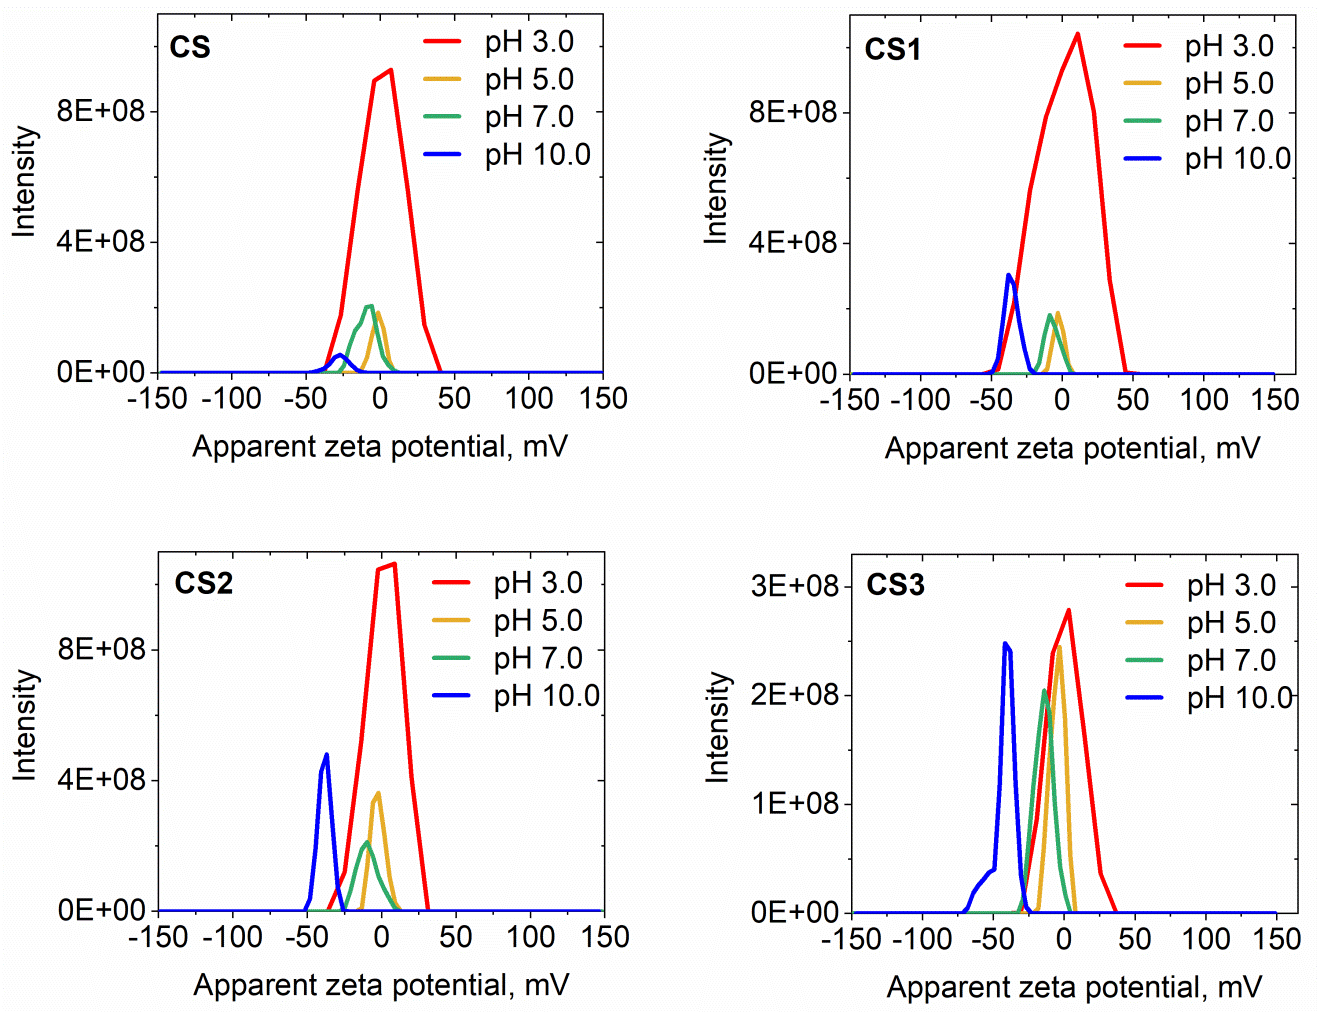 CS
pH 3.0
pH 5.0
pH 7.0
pH 10.0
8E+08
4E+08
0E+00
Intensity
-150 -100 -50 0 50 100 150
Apparent zeta potential, mV
CS1
pH 3.0
pH 5.0
pH 7.0
pH 10.0
8E+08
4E+08
0E+00
Intensity
-150 -100 -50 0 50 100 150
Apparent zeta potential, mV
CS2
pH 3.0
pH 5.0
pH 7.0
pH 10.0
8E+08
4E+08
0E+00
Intensity
-150 -100 -50 0 50 100 150
Apparent zeta potential, mV
CS3
pH 3.0
pH 5.0
pH 7.0
pH 10.0
3E+08
2E+08
1E+08
0E+00
Intensity
-150 -100 -50 0 50 100 150
Apparent zeta potential, mV